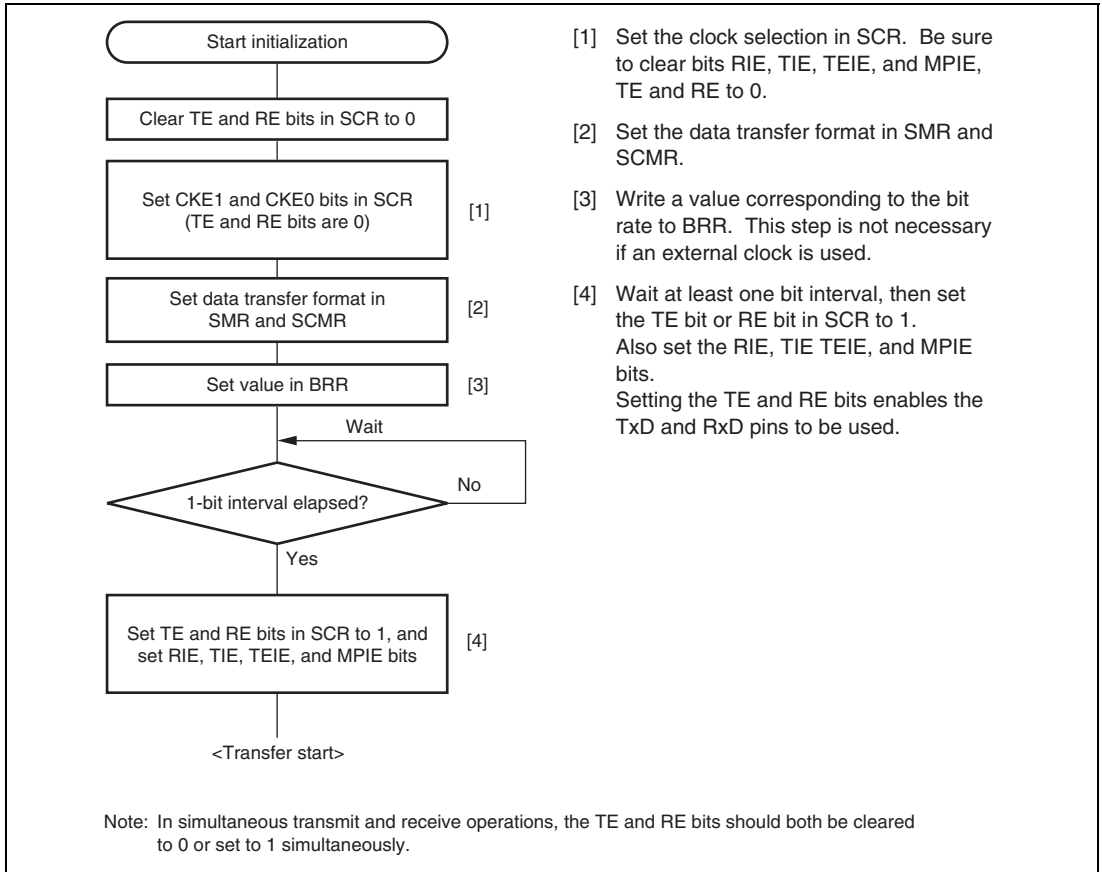 Start initialization
Clear TE and RE bits in SCR to 0
Set CKE1 and CKE0 bits in SCR
(TE and RE bits are 0)
[1]
Set data transfer format in
SMR and SCMR
[2]
Set value in BRR
[3]
Wait
1-bit interval elapsed?
No
Yes
Set TE and RE bits in SCR to 1, and
set RIE, TIE, TEIE, and MPIE bits
[4]
<Transfer start>
[1] Set the clock selection in SCR. Be sure
to clear bits RIE, TIE, TEIE, and MPIE,
TE and RE to 0.
[2] Set the data transfer format in SMR and
SCMR.
[3] Write a value corresponding to the bit
rate to BRR. This step is not necessary
if an external clock is used.
[4] Wait at least one bit interval, then set
the TE bit or RE bit in SCR to 1.
Also set the RIE, TIE TEIE, and MPIE
bits.
Setting the TE and RE bits enables the
TxD and RxD pins to be used.
Note: In simultaneous transmit and receive operations, the TE and RE bits should both be cleared
to 0 or set to 1 simultaneously.